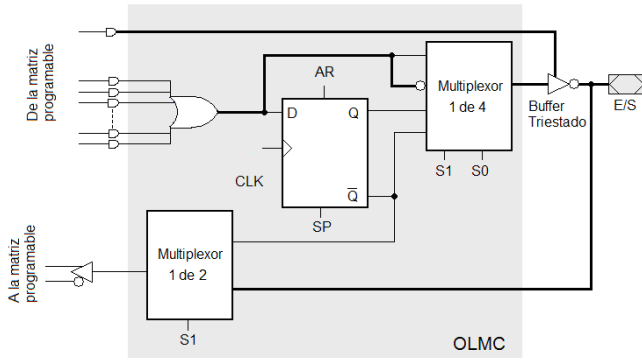 De la matriz
programable
AR
D
Q
CLK
Q
SP
Multiplexor
1 de 4
S1
S0
Buffer
Triestado
E/S
A la matriz
programable
Multiplexor
1 de 2
S1
OLMC